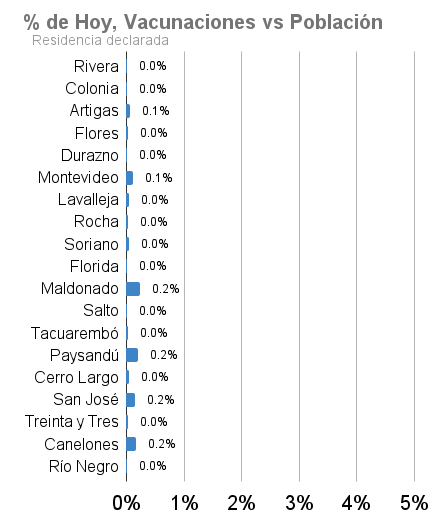 % de Hoy, Vacunaciones vs Población
Residencia declarada
Rivera 0.0%
Colonia 0.0%
Artigas 0.1%
Flores 0.0%
Durazno 0.0%
Montevideo 0.1%
Lavalleja 0.0%
Rocha 0.0%
Soriano 0.0%
Florida 0.0%
Maldonado 0.2%
Salto 0.0%
Tacuarembó 0.0%
Paysandú 0.2%
Cerro Largo 0.0%
San José 0.2%
Treinta y Tres 0.0%
Canelones 0.2%
Río Negro 0.0%
0% 1% 2% 3% 4% 5%